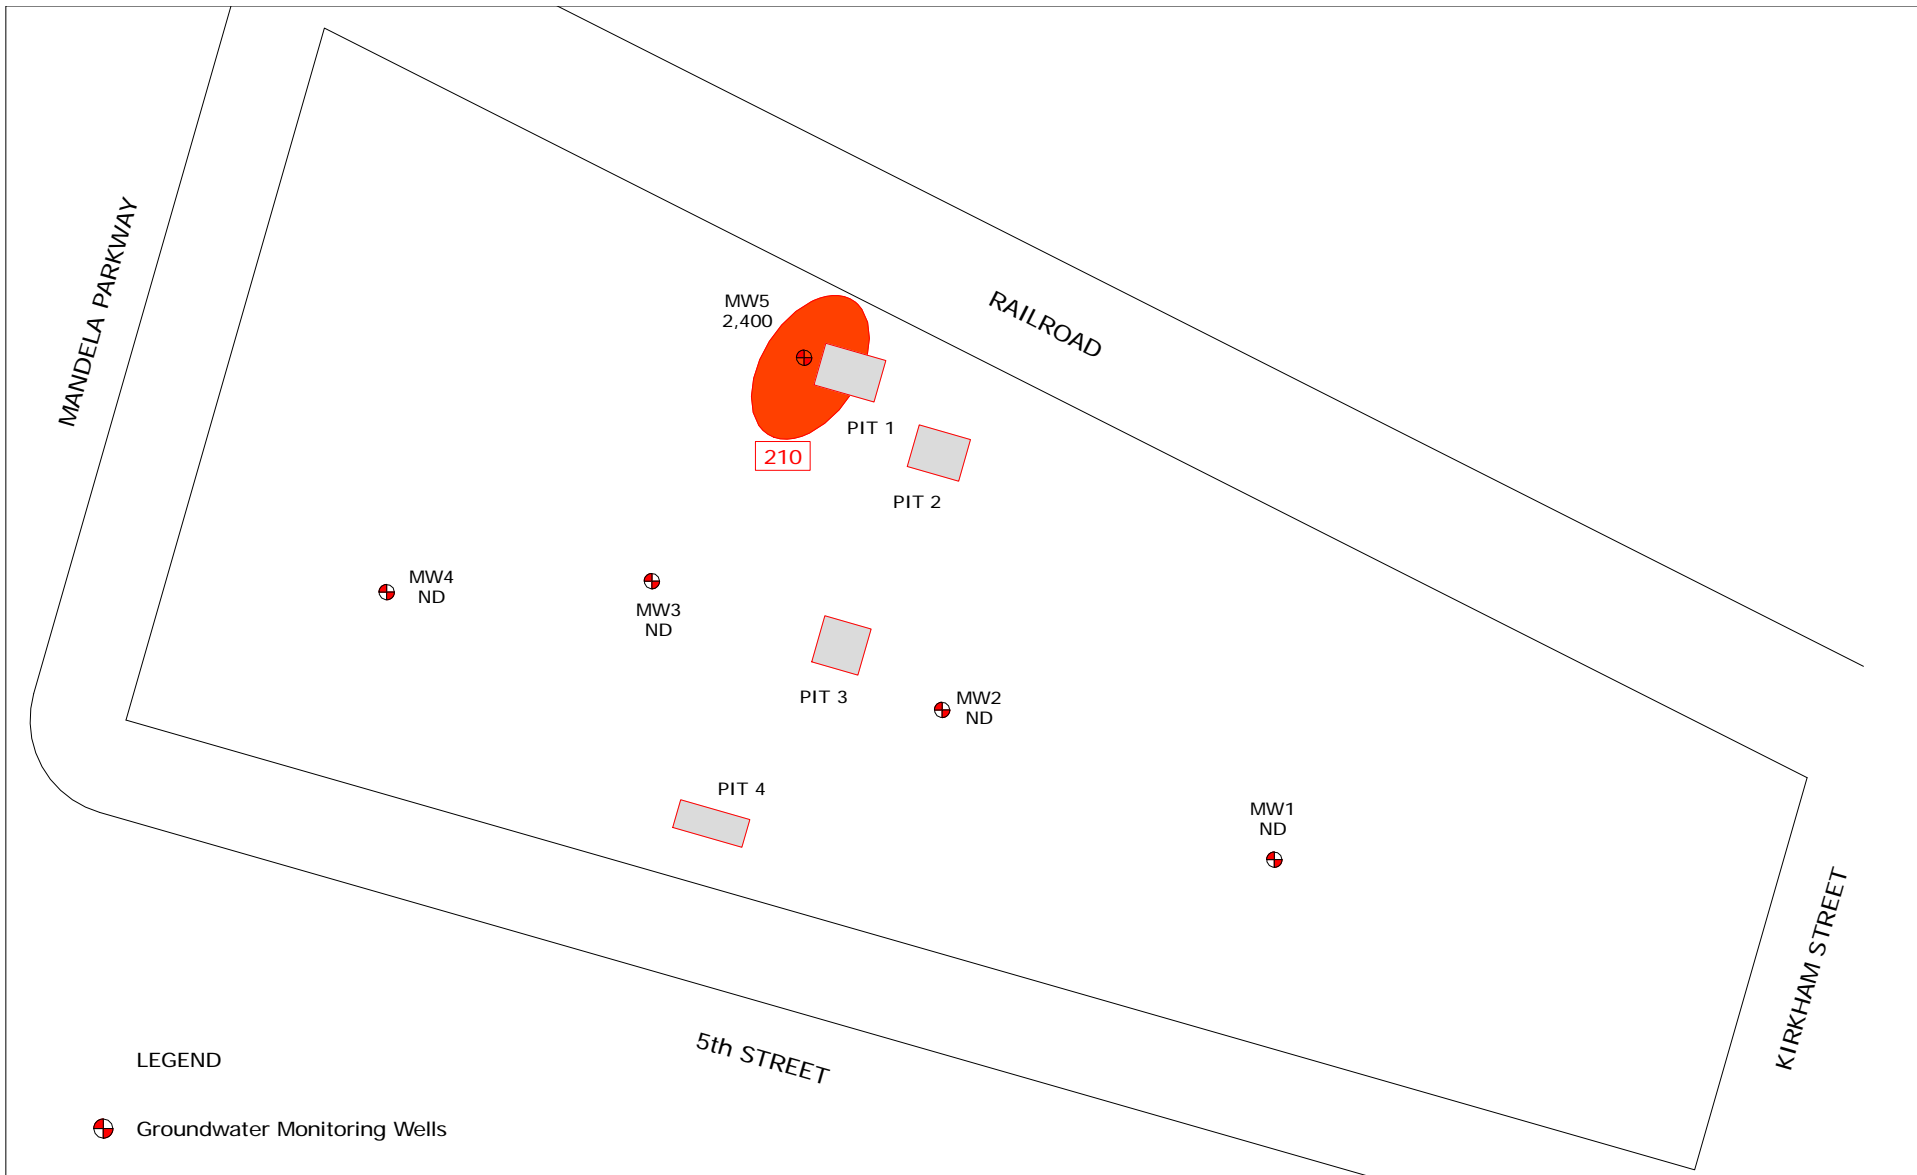 MANDELA PARKWAY
RAILROAD
MW5
2,400
PIT 1
210
PIT 2
MW4
ND
MW3
ND
PIT 3
MW2
ND
PIT 4
MW1
ND
KIRKHAM STREET
5th STREET
LEGEND
Groundwater Monitoring Wells